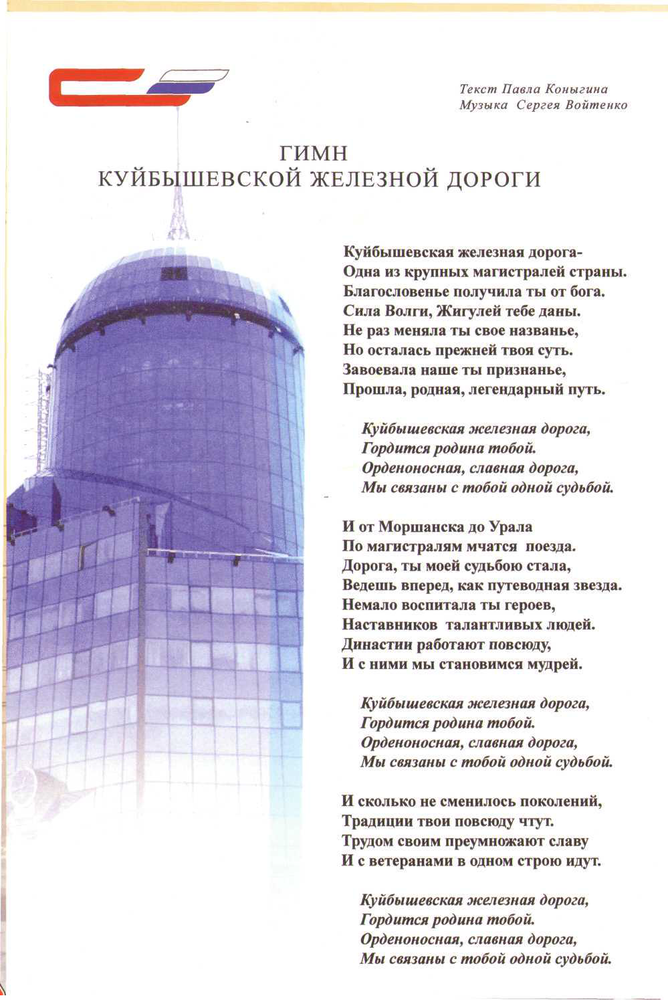 Текст Павла Коныгина
Музыка Сергея Войтенко
ГИМН
КУЙБЫШЕВСКОЙ ЖЕЛЕЗНОЙ ДОРОГИ
Куйбышевская железная дорога-
Одна из крупных магистралей страны.
Благословенье получила ты от бога.
Сила Волги, Жигулей тебе даны.
Не раз меняла ты свое названье,
Но осталась прежней твоя суть.
Завоевала наше ты признанье,
Прошла, родная, легендарный путь.
Куйбышевская железная дорога,
Гордится родина тобой.
Орденоносная, славная дорога,
Мы связаны с тобой одной судьбой.
И от Моршанска до Урала
По магистралям мчатся поезда.
Дорога, ты моей судьбою стала,
Ведешь вперед, как путеводная звезда.
Немало воспитала ты героев,
Наставников талантливых людей.
Династии работают повсюду,
И с ними мы становимся мудрей.
Куйбышевская железная дорога,
Гордится родина тобой.
Орденоносная, славная дорога,
Мы связаны с тобой одной судьбой.
И сколько не сменилось поколений,
Традиции твои повсюду чтут.
Трудом своим преумножают славу
И с ветеранами в одном строю идут.
Куйбышевская железная дорога,
Гордится родина тобой.
Орденоносная, славная дорога,
Мы связаны с тобой одной судьбой.